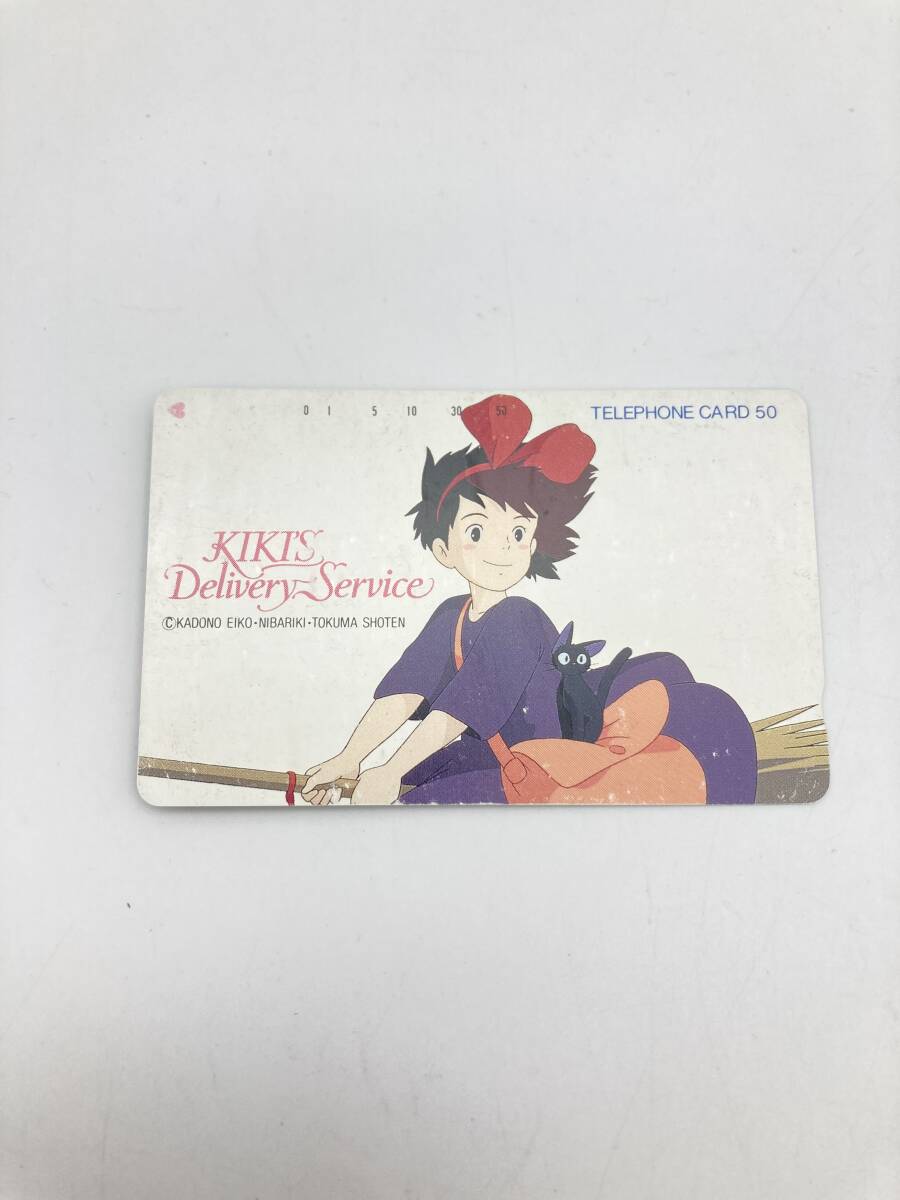 0 1 5 10 30 50
TELEPHONE CARD 50
KIKI'S
Delivery Service
©KADONO EIKO・NIBARIKI・TOKUMA SHOTEN